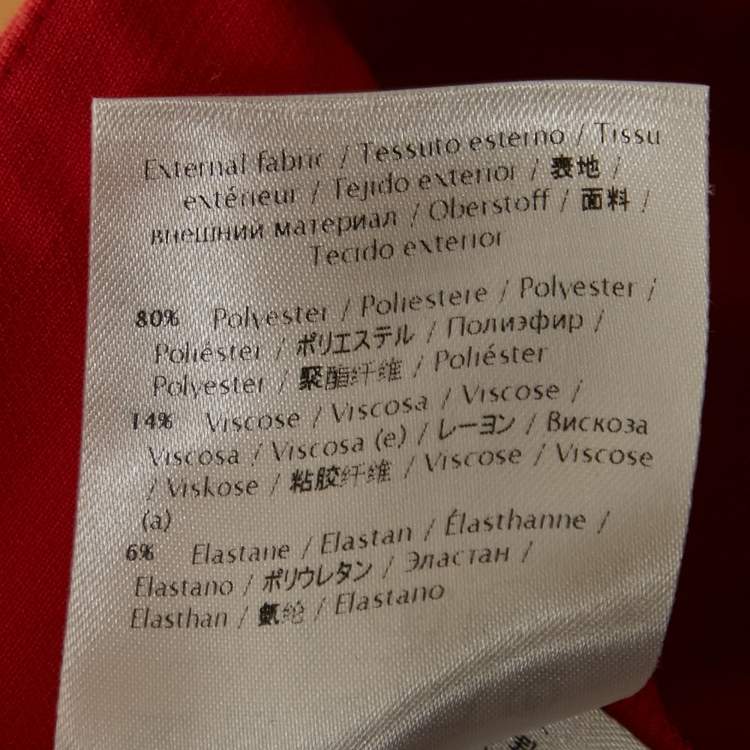 External fabric / Tessuto esterno / Tissu
extérieur / Tejido exterior / 表地 /
внешний материал / Oberstoff / 面料 /
Tecido exterior
80% Polyester / Poliestere / Polyester /
Poliéster / ポリエステル / Полиэфир /
Polyester / 聚酯纤维 / Poliéster
14% Viscose / Viscosa / Viscose /
Viscosa / Viscosa (e) / レーヨン / Вискоза
/ Viskose / 粘胶纤维 / Viscose / Viscose
(a)
6% Elastane / Elastan / Élasthanne /
Elastano / ポリウレタン / Эластан /
Elasthan / 氨纶 / Elastano